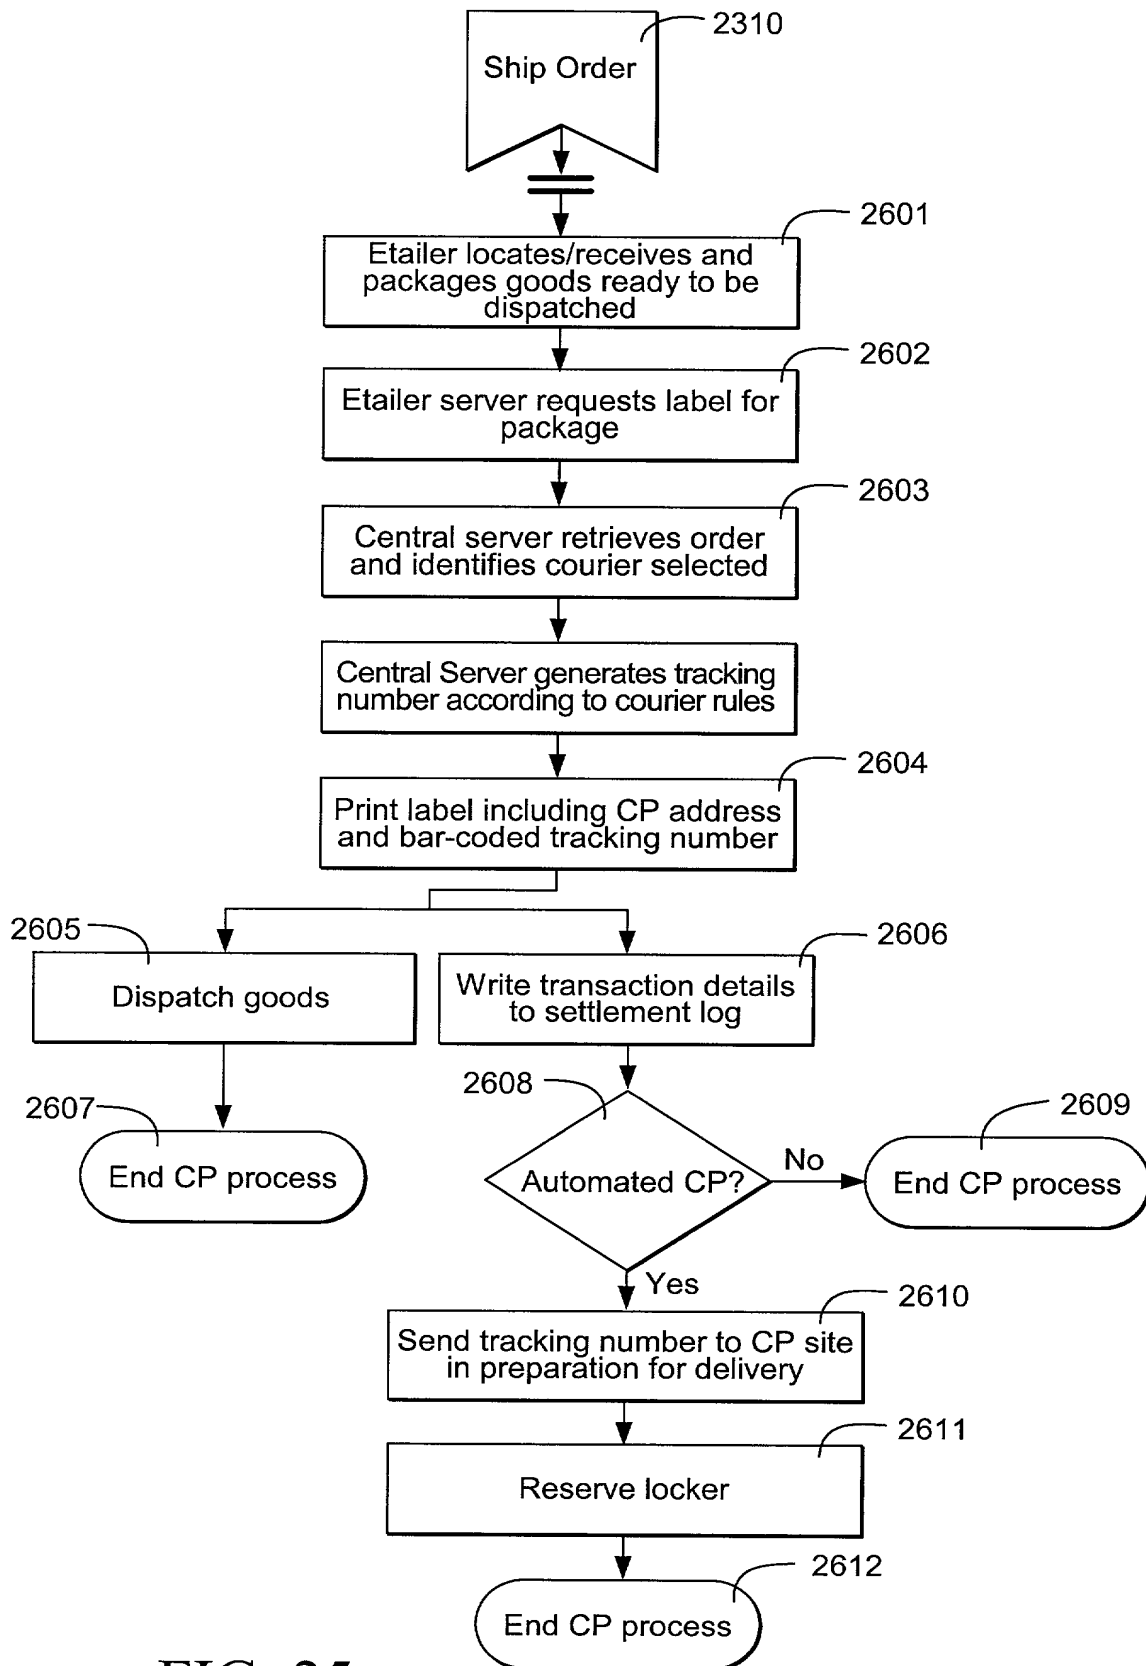 2310
Ship Order
2601
Etailer locates/receives and
packages goods ready to be
dispatched
2602
Etailer server requests label for
package
2603
Central server retrieves order
and identifies courier selected
Central Server generates tracking
number according to courier rules
2604
Print label including CP address
and bar-coded tracking number
2605
Dispatch goods
2606
Write transaction details
to settlement log
2607
End CP process
2608
Automated CP?
No
2609
End CP process
Yes
2610
Send tracking number to CP site
in preparation for delivery
2611
Reserve locker
2612
End CP process
FIG. 25